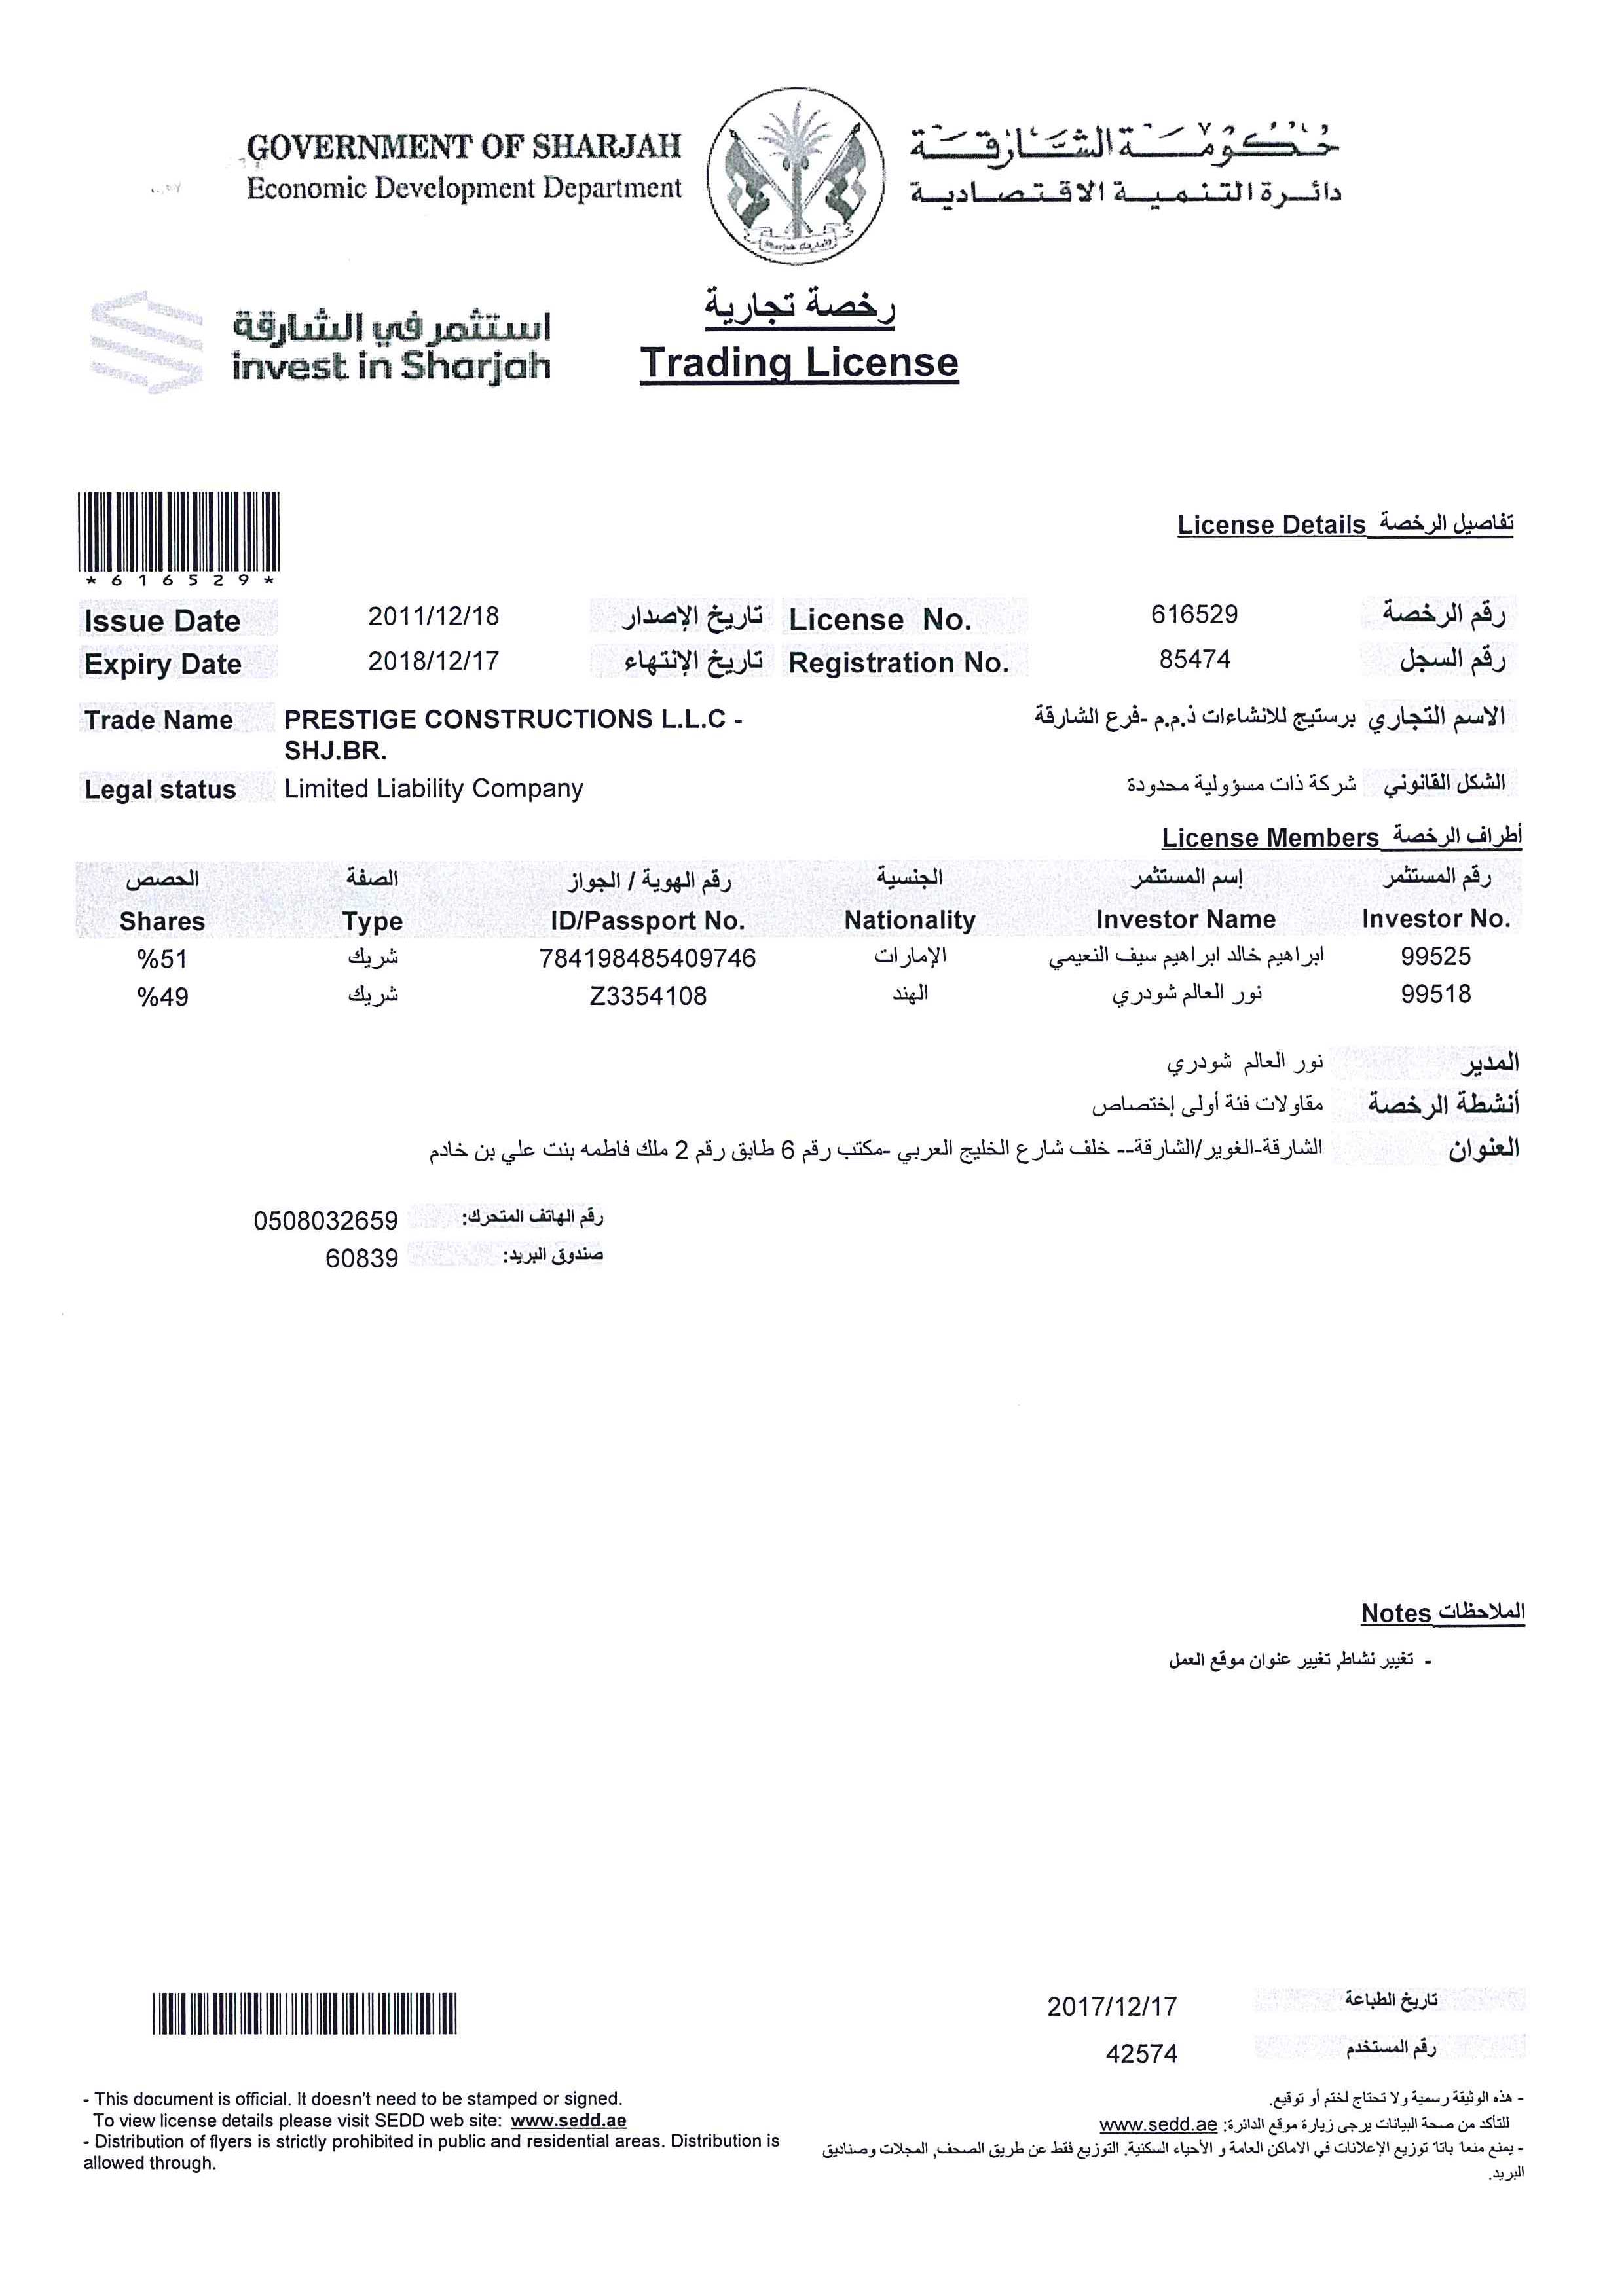 GOVERNMENT OF SHARJAH
Economic Development Department
حكومة الشارقة
دائرة التنمية الاقتصادية
استثمر في الشارقة
invest in Sharjah
رخصة تجارية
Trading License
*616529*
License Details تفاصيل الرخصة
Issue Date 2011/12/18 تاريخ الإصدار License No. 616529 رقم الرخصة
Expiry Date 2018/12/17 تاريخ الإنتهاء Registration No. 85474 رقم السجل
Trade Name PRESTIGE CONSTRUCTIONS L.L.C -
SHJ.BR.
الاسم التجاري برستيج للانشاءات ذ.م.م -فرع الشارقة
Legal status Limited Liability Company
الشكل القانوني شركة ذات مسؤولية محدودة
License Members أطراف الرخصة
الحصص الصفة رقم الهوية / الجواز الجنسية إسم المستثمر رقم المستثمر
Shares Type ID/Passport No. Nationality Investor Name Investor No.
%51 شريك 784198485409746 الإمارات ابراهيم خالد ابراهيم سيف النعيمي 99525
%49 شريك Z3354108 الهند نور العالم شودري 99518
المدير نور العالم شودري
أنشطة الرخصة مقاولات فئة أولى إختصاص
العنوان الشارقة-الغوير/الشارقة-- خلف شارع الخليج العربي -مكتب رقم 6 طابق رقم 2 ملك فاطمه بنت علي بن خادم
رقم الهاتف المتحرك: 0508032659
صندوق البريد: 60839
Notes الملاحظات
- تغيير نشاط, تغيير عنوان موقع العمل
تاريخ الطباعة 2017/12/17
رقم المستخدم 42574
- This document is official. It doesn't need to be stamped or signed.
To view license details please visit SEDD web site: www.sedd.ae
- Distribution of flyers is strictly prohibited in public and residential areas. Distribution is
allowed through.
- هذه الوثيقة رسمية ولا تحتاج لختم أو توقيع.
للتأكد من صحة البيانات يرجى زيارة موقع الدائرة: www.sedd.ae
- يمنع منعا باتا توزيع الإعلانات في الاماكن العامة و الأحياء السكنية. التوزيع فقط عن طريق الصحف, المجلات وصناديق
البريد.